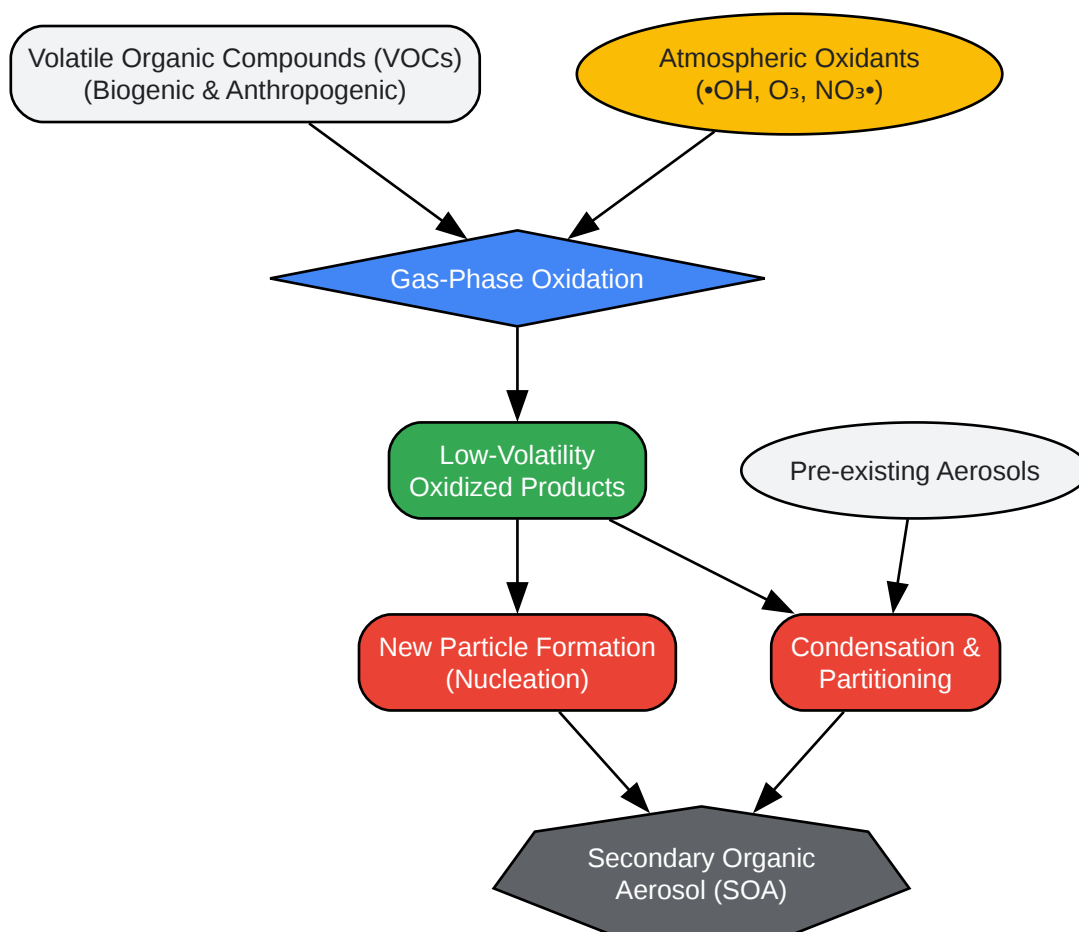 Volatile Organic Compounds (VOCs)
(Biogenic & Anthropogenic)
Atmospheric Oxidants
(•OH, O₃, NO₃•)
Gas-Phase Oxidation
Low-Volatility
Oxidized Products
Pre-existing Aerosols
New Particle Formation
(Nucleation)
Condensation &
Partitioning
Secondary Organic
Aerosol (SOA)